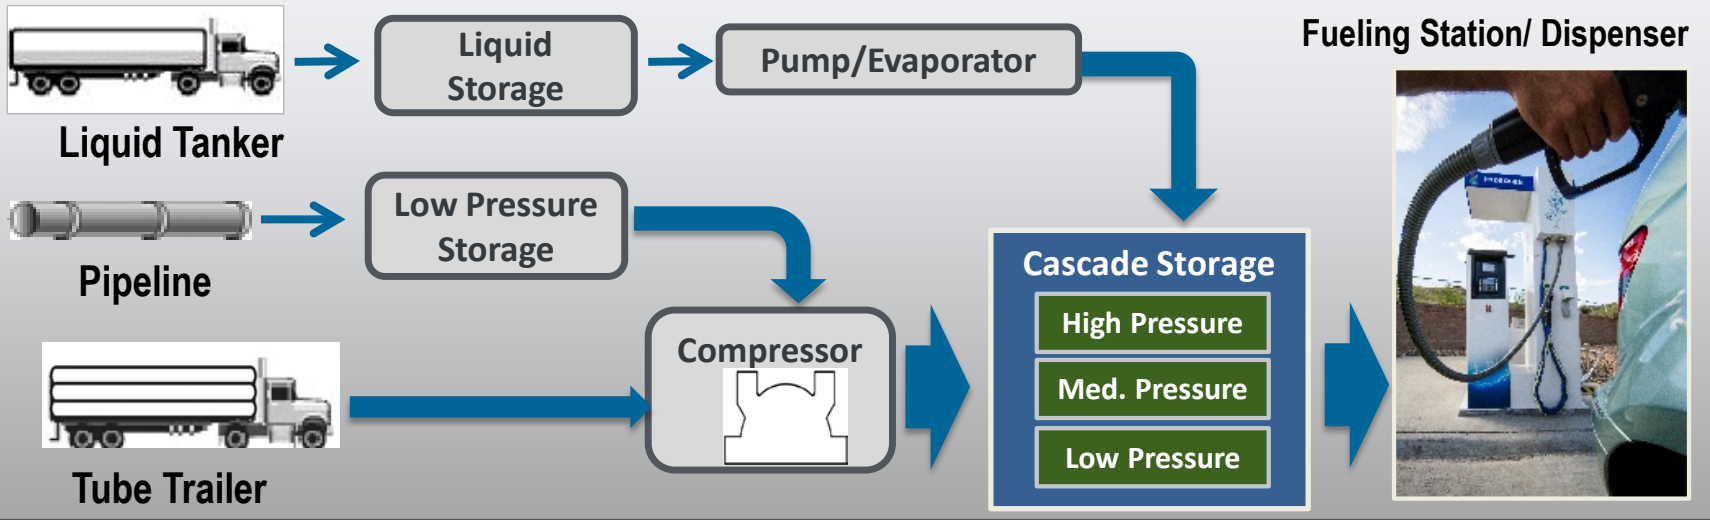 Fueling Station/ Dispenser
Liquid
Storage
Pump/Evaporator
Liquid Tanker
Low Pressure
Storage
Pipeline
Cascade Storage
High Pressure
Compressor
Med. Pressure
Low Pressure
Tube Trailer